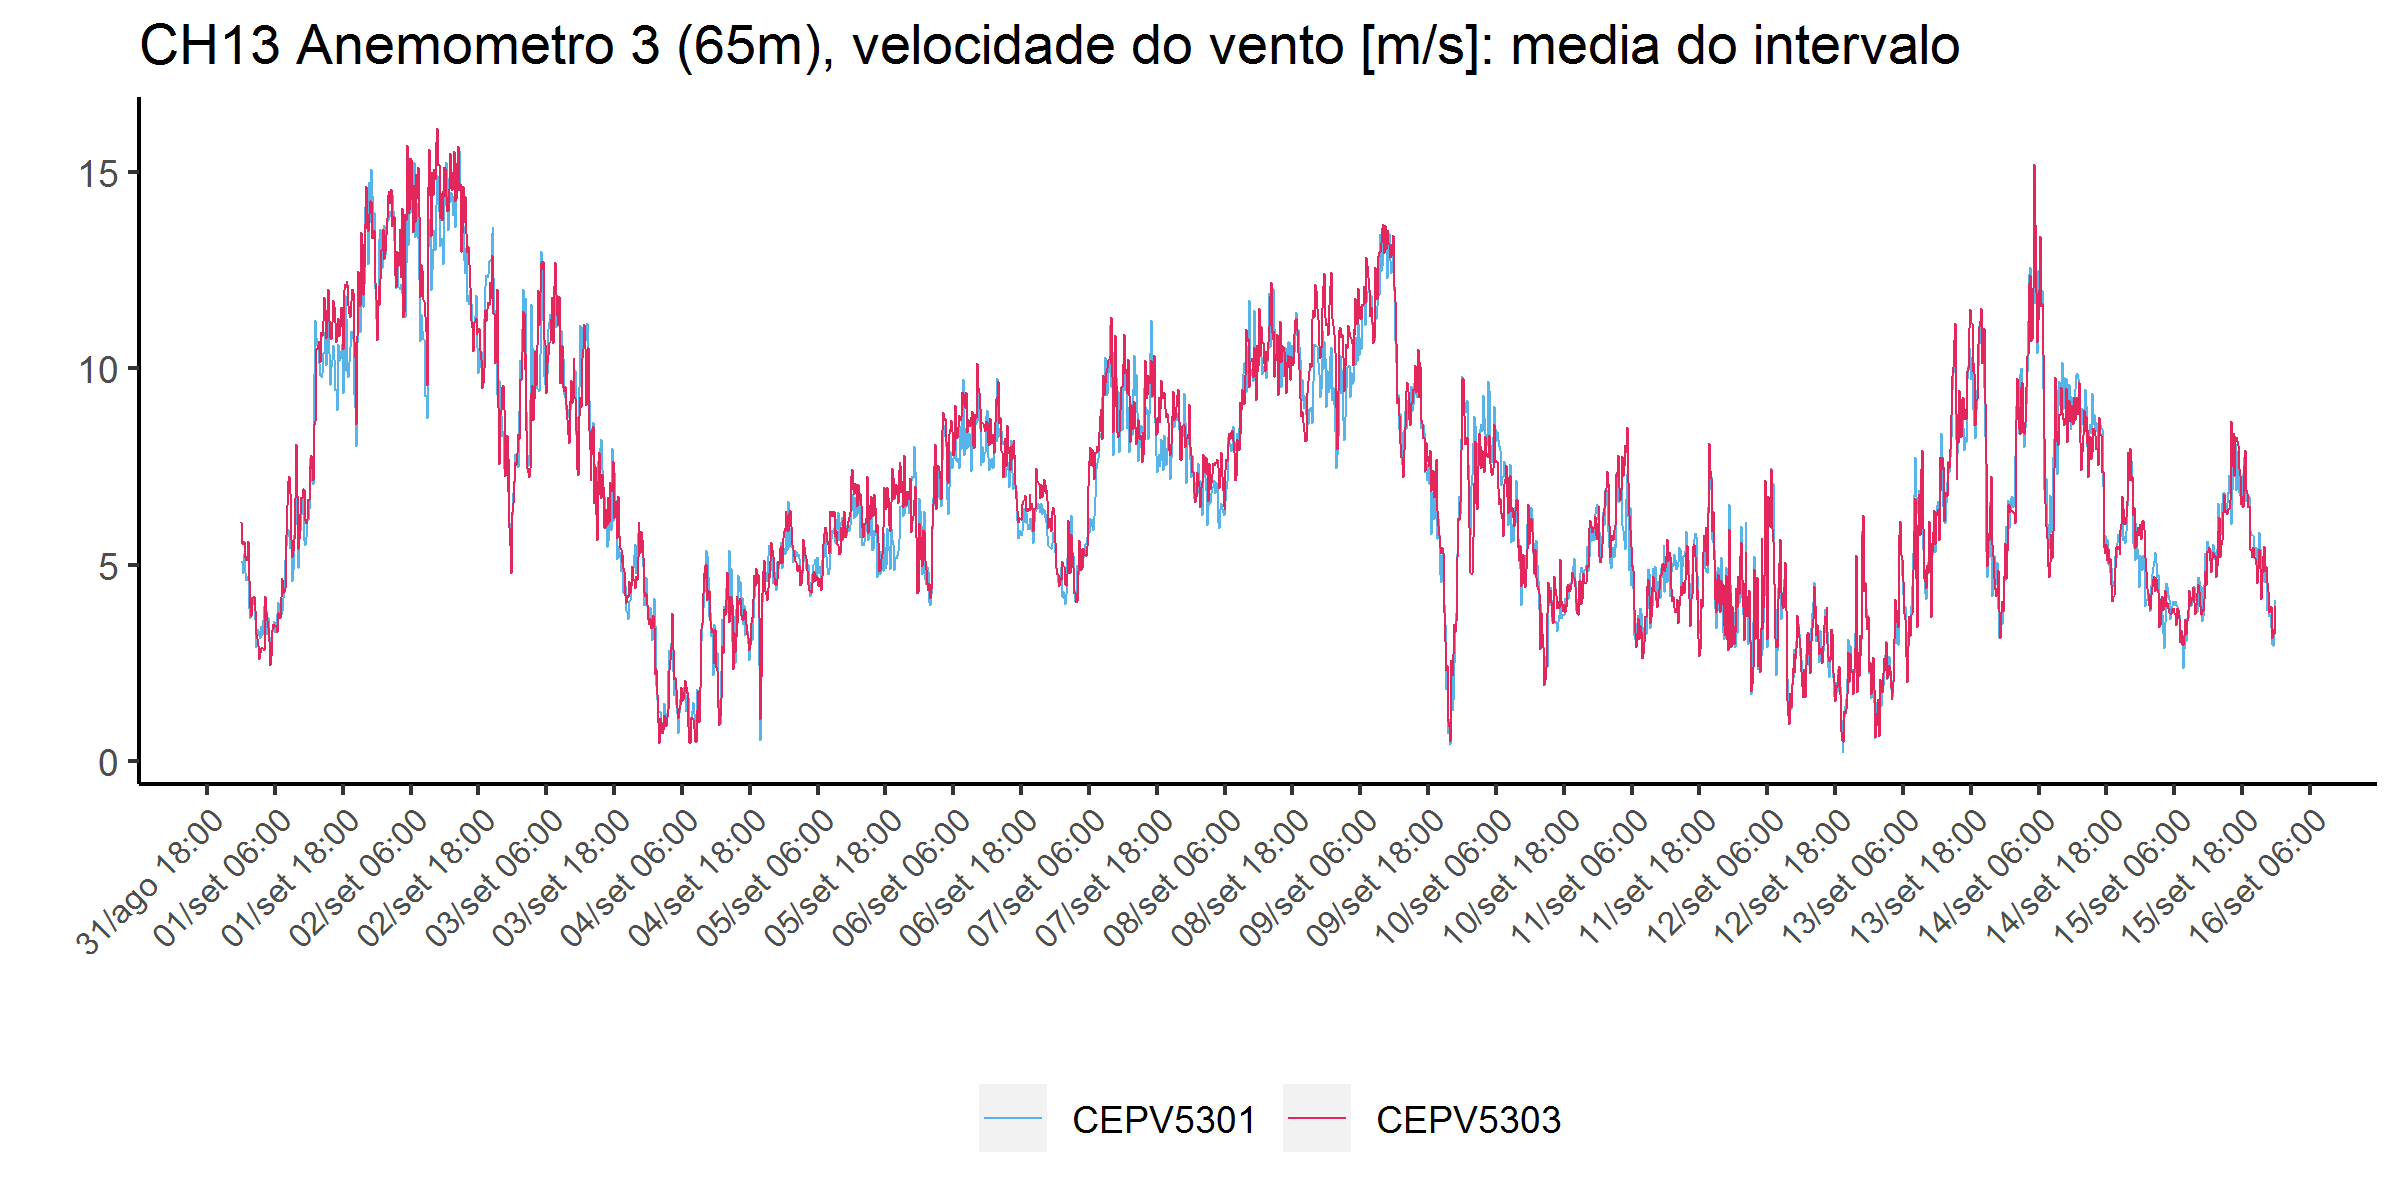 CH13 Anemometro 3 (65m), velocidade do vento [m/s]: media do intervalo
15
10
5
0
31/ago 18:00
01/set 06:00
01/set 18:00
02/set 06:00
02/set 18:00
03/set 06:00
03/set 18:00
04/set 06:00
04/set 18:00
05/set 06:00
05/set 18:00
06/set 06:00
06/set 18:00
07/set 06:00
07/set 18:00
08/set 06:00
08/set 18:00
09/set 06:00
09/set 18:00
10/set 06:00
10/set 18:00
11/set 06:00
11/set 18:00
12/set 06:00
12/set 18:00
13/set 06:00
13/set 18:00
14/set 06:00
14/set 18:00
15/set 06:00
15/set 18:00
16/set 06:00
CEPV5301
CEPV5303